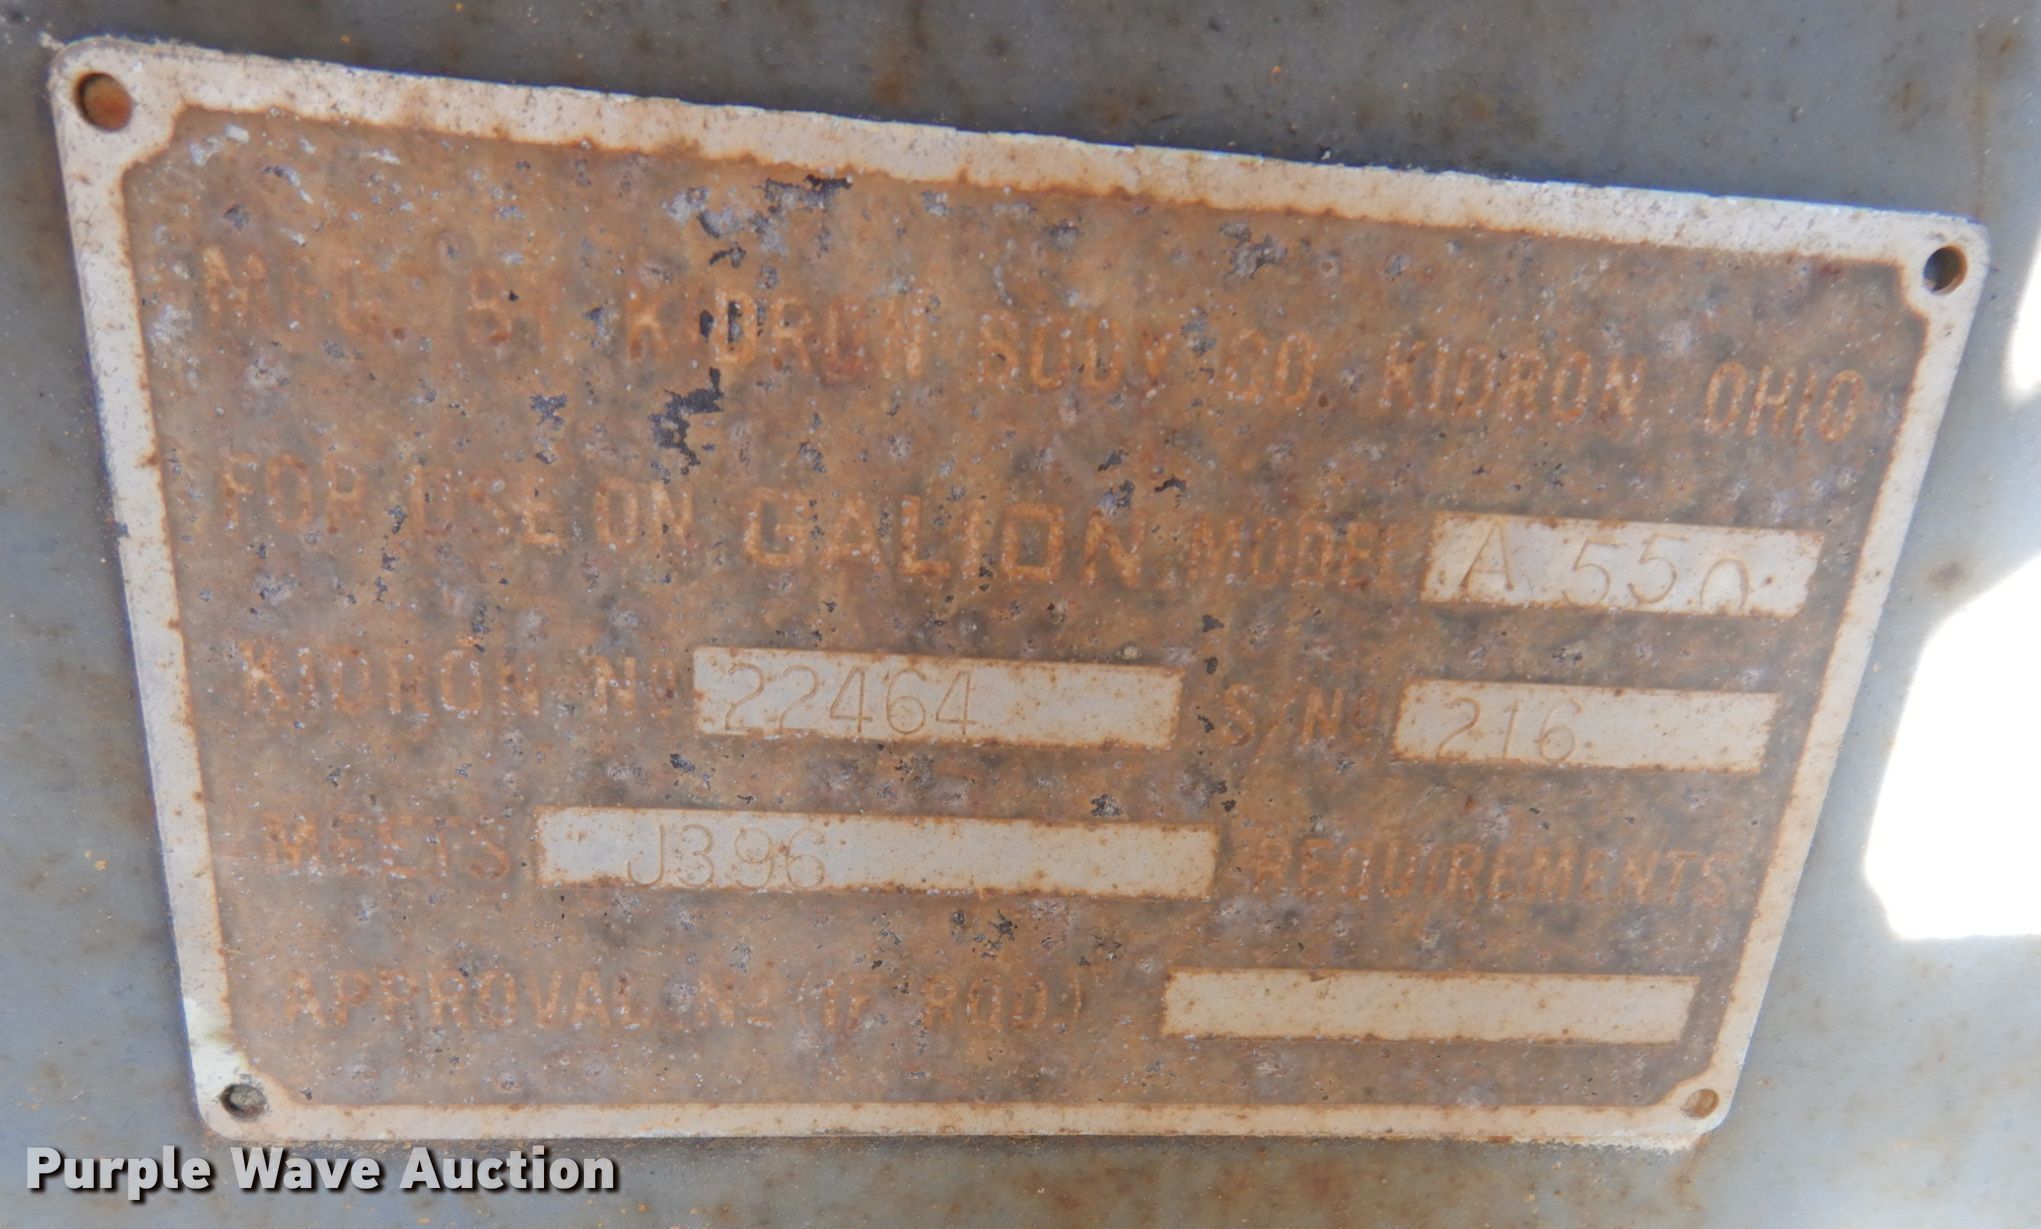 MFG. BY KIDRON BODY CO. KIDRON, OHIO
FOR USE ON GALION MODEL A 550
KIDRON Nº 22464 S/Nº 216
MEETS J396 REQUIREMENTS
APPROVAL Nº (IF RQD.)
Purple Wave Auction